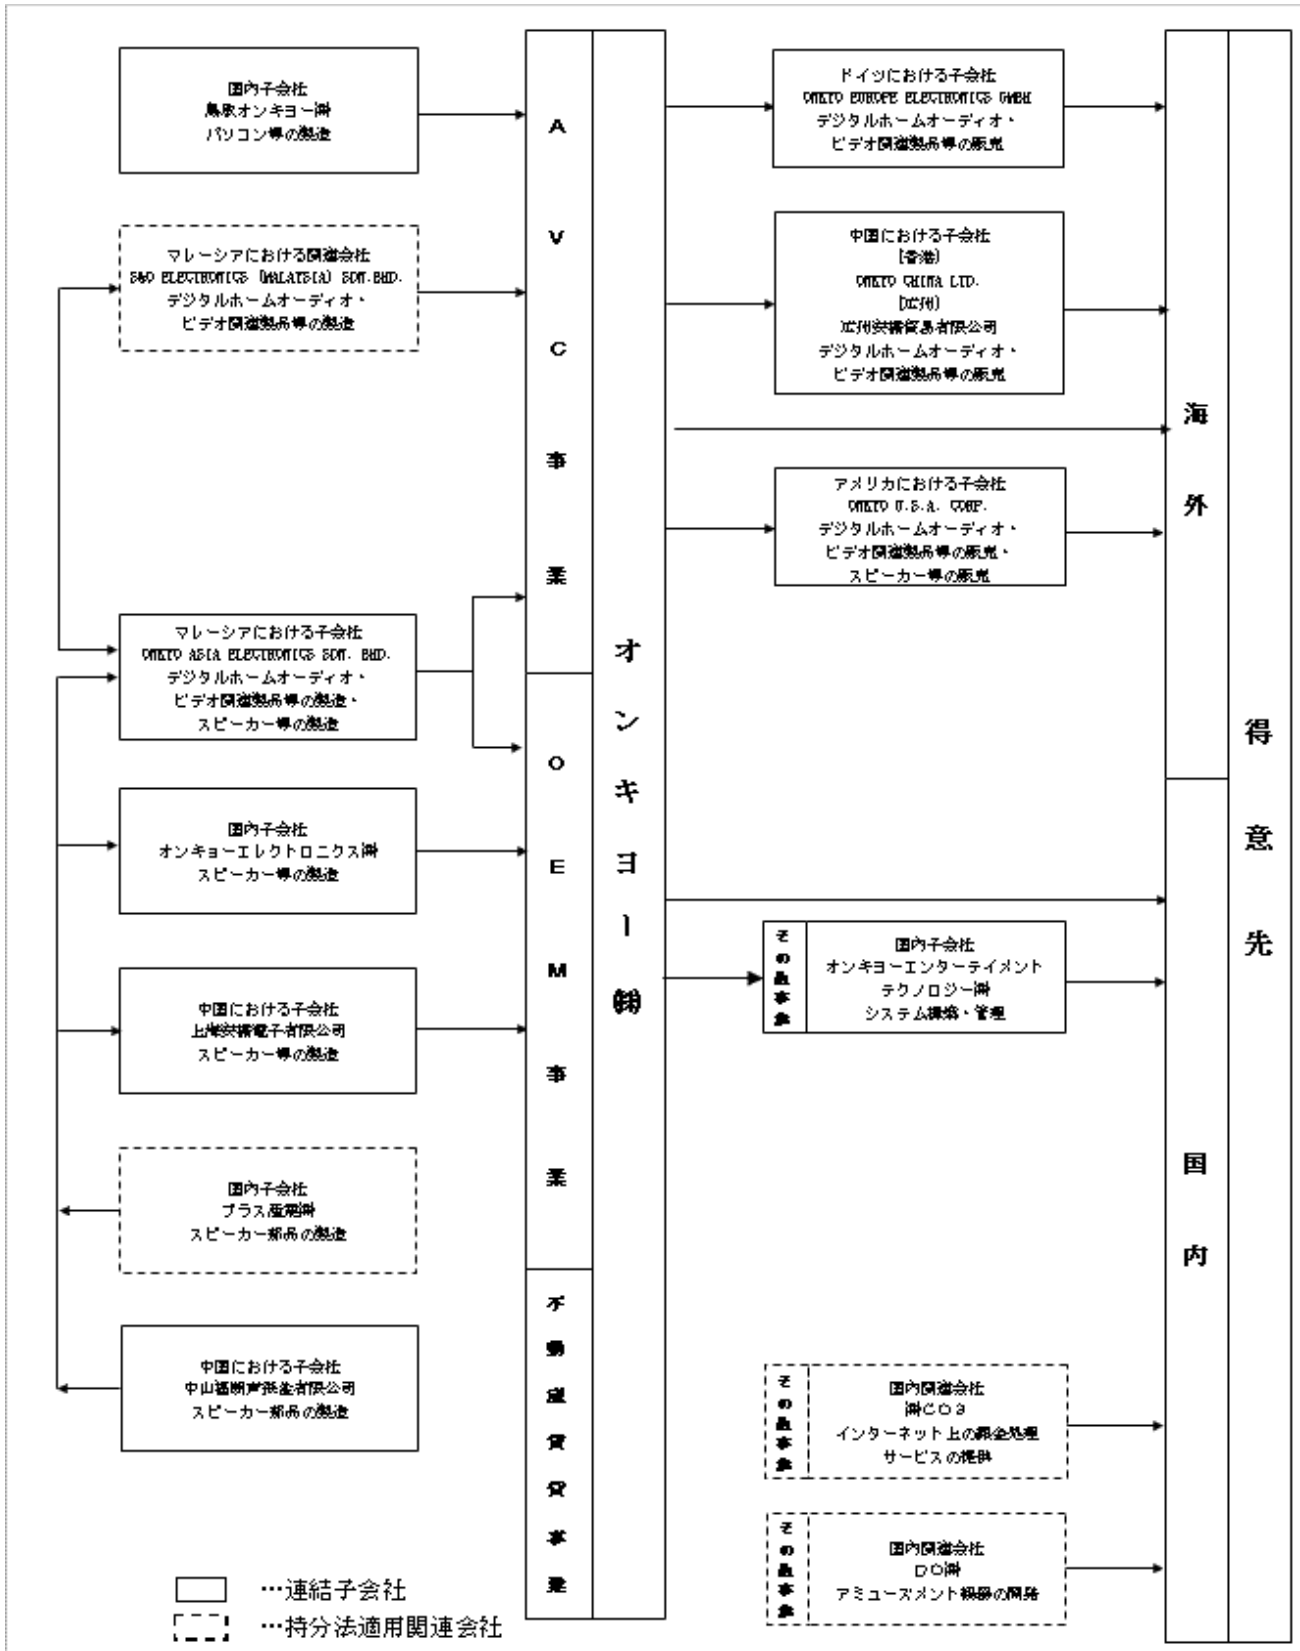 国内子会社
鳥取オンキヨー㈱
パソコン等の製造
マレーシアにおける関連会社
S&O ELECTRONICS (MALAYSIA) SDN.BHD.
デジタルホームオーディオ・
ビデオ関連製品等の製造
マレーシアにおける子会社
ONKYO ASIA ELECTRONICS SDN. BHD.
デジタルホームオーディオ・
ビデオ関連製品等の製造・
スピーカー等の製造
国内子会社
オンキョーエレクトロニクス㈱
スピーカー等の製造
中国における子会社
上海安橋電子有限公司
スピーカー等の製造
国内子会社
プラス産業㈱
スピーカー部品の製造
中国における子会社
有限公司
スピーカー部品の製造
AVC事業
OEM事業
不動産賃貸事業
オンキヨー㈱
ドイツにおける子会社
ONKYO EUROPE ELECTRONICS GMBH
デジタルホームオーディオ・
ビデオ関連製品等の販売
中国における子会社
[香港]
ONKYO CHINA LTD.
[広州]
広州安橋貿易有限公司
デジタルホームオーディオ・
ビデオ関連製品等の販売
アメリカにおける子会社
ONKYO U.S.A. CORP.
デジタルホームオーディオ・
ビデオ関連製品等の販売・
スピーカー等の販売
その他事業
国内子会社
オンキヨーエンターテイメント
テクノロジー㈱
システム構築・管理
その他事業
国内関連会社
㈱CO3
インターネット上の課金処理
サービスの提供
その他事業
国内関連会社
DO㈱
アミューズメント機器の開発
海外
国内
得意先
…連結子会社
…持分法適用関連会社